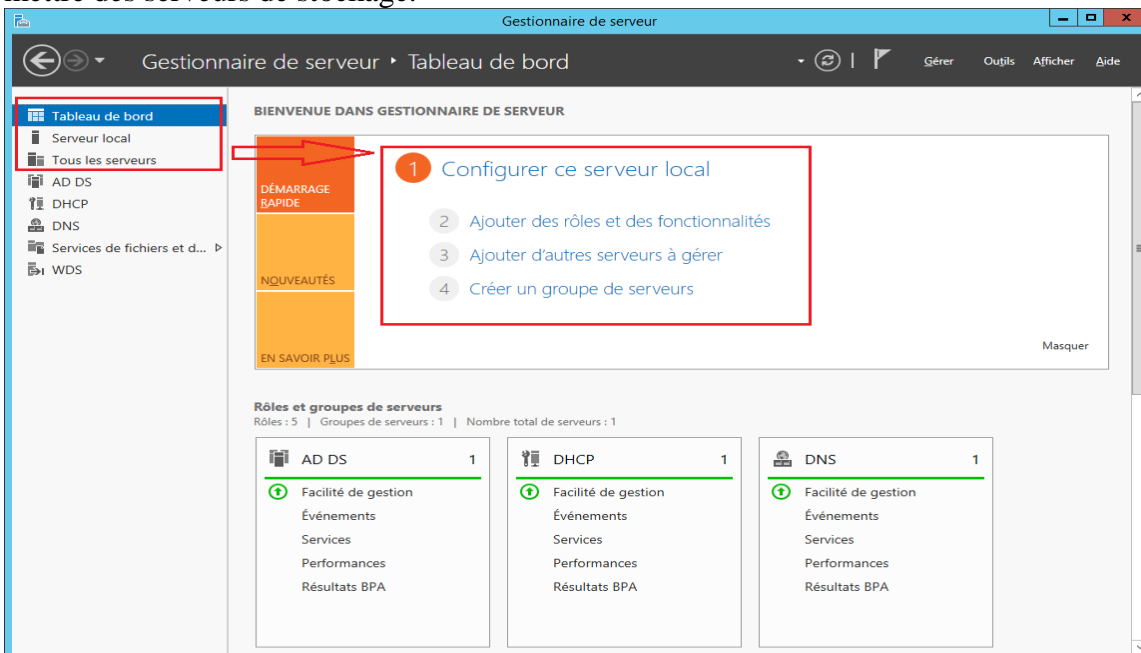 mettre des serveurs de stockage.
Gestionnaire de serveur
Gestionnaire de serveur ‣ Tableau de bord
Gérer Outils Afficher Aide
Tableau de bord
Serveur local
Tous les serveurs
AD DS
DHCP
DNS
Services de fichiers et d...
WDS
BIENVENUE DANS GESTIONNAIRE DE SERVEUR
DÉMARRAGE
RAPIDE
NOUVEAUTÉS
EN SAVOIR PLUS
1 Configurer ce serveur local
2 Ajouter des rôles et des fonctionnalités
3 Ajouter d'autres serveurs à gérer
4 Créer un groupe de serveurs
Masquer
Rôles et groupes de serveurs
Rôles : 5 | Groupes de serveurs : 1 | Nombre total de serveurs : 1
AD DS 1
Facilité de gestion
Événements
Services
Performances
Résultats BPA
DHCP 1
Facilité de gestion
Événements
Services
Performances
Résultats BPA
DNS 1
Facilité de gestion
Événements
Services
Performances
Résultats BPA